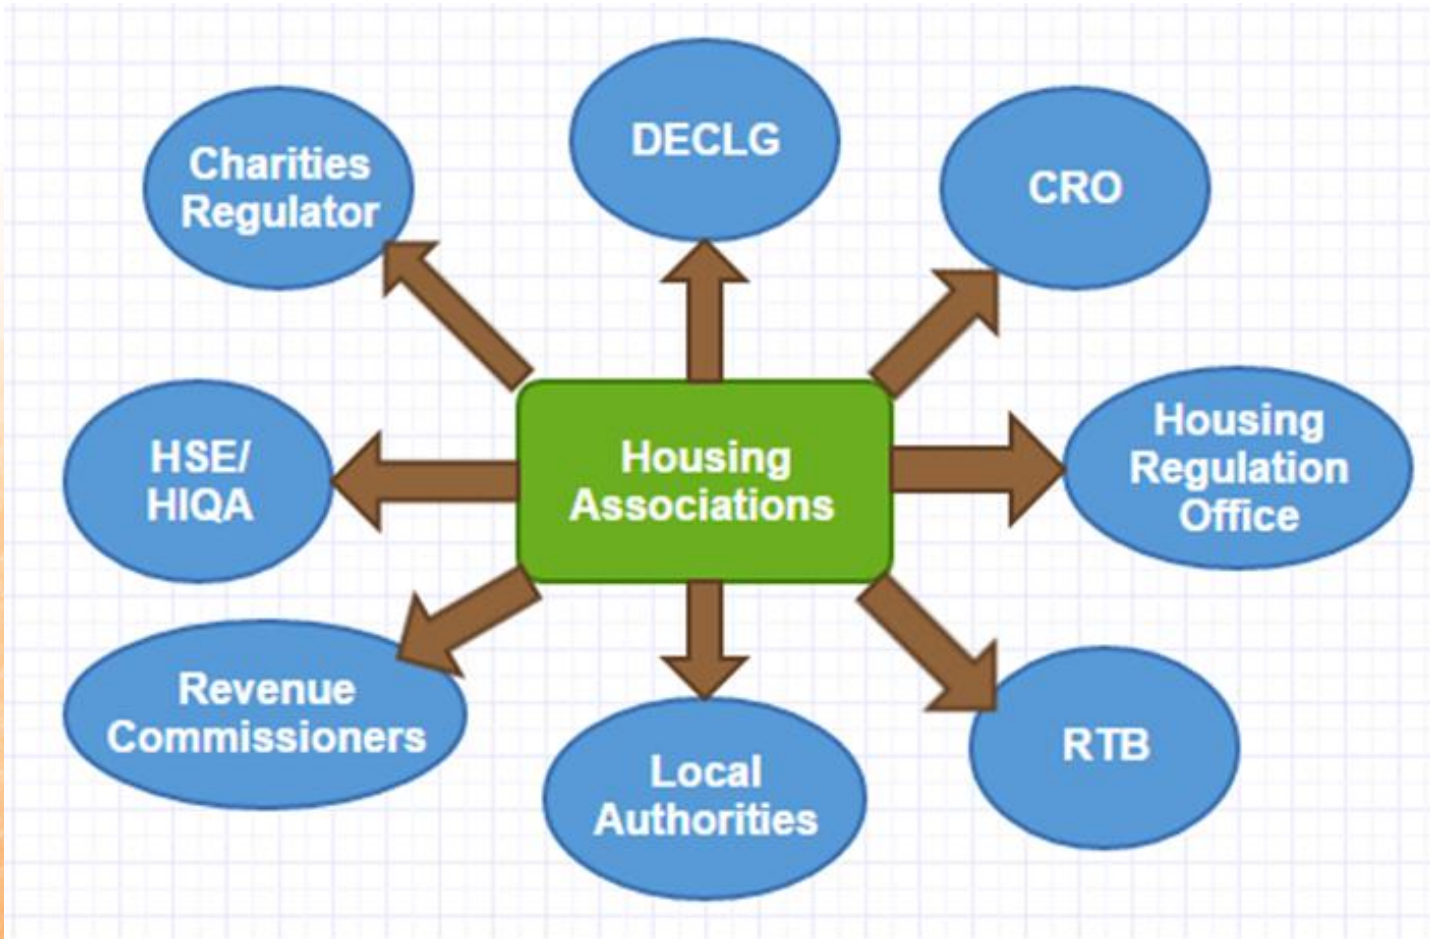 DECLG
Charities
Regulator
CRO
Housing
Regulation
Office
HSE/
HIQA
Housing
Associations
Revenue
Commissioners
RTB
Local
Authorities